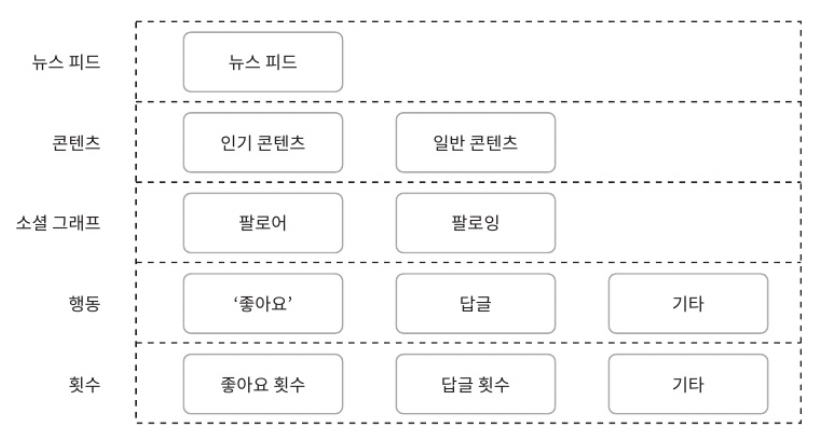 뉴스 피드 뉴스 피드
콘텐츠 인기 콘텐츠 일반 콘텐츠
소셜 그래프 팔로어 팔로잉
행동 ‘좋아요’ 답글 기타
횟수 좋아요 횟수 답글 횟수 기타